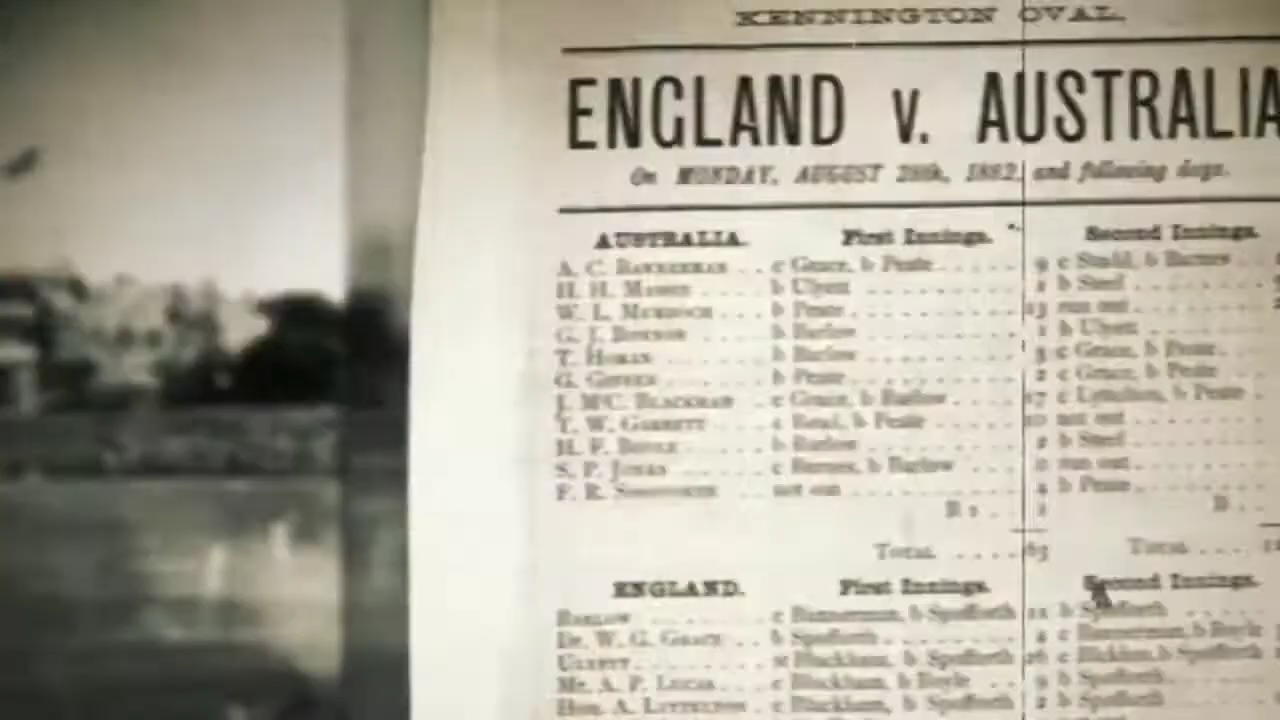 KENNINGTON OVAL.
ENGLAND v. AUSTRALIA
On MONDAY, AUGUST 28th, 1882, and following days.
AUSTRALIA. First Innings. Second Innings.
A. C. BANNERMAN .. c Grace, b Peate ..... 9 c Studd, b Barnes
H. H. MASSIE b Ulyett 1 b Steel
W. L. MURDOCH b Peate 13 run out
G. J. BONNOR b Barlow 1 b Ulyett
T. HORAN b Barlow 3 c Grace, b Peate
G. GIFFEN b Peate 2 c Grace, b Peate
J. McC. BLACKHAM c Grace, b Barlow 17 c Lyttelton, b Peate
T. W. GARRETT c Read, b Peate 10 not out
H. F. BOYLE b Barlow 2 b Steel
S. P. JONES c Barnes, b Barlow 0 run out
F. R. SPOFFORTH not out 4 b Peate
B 1 .. 1 B ..
Total .... 63 Total ....
ENGLAND. First Innings. Second Innings.
BARLOW c Bannerman, b Spofforth 11 b Spofforth
Dr. W. G. GRACE b Spofforth 4 c Bannerman, b Boyle
ULYETT st Blackham, b Spofforth 26 c Blackham, b Spofforth
Mr. A. P. LUCAS c Blackham, b Boyle 9 b Spofforth
Hon. A. LYTTELTON c Blackham, b Spofforth 2 b Spofforth